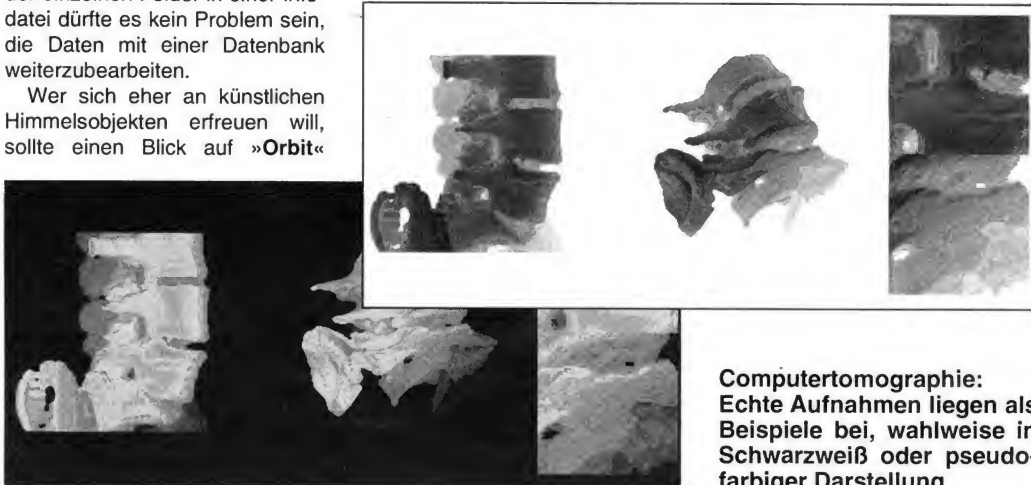 datei dürfte es kein Problem sein,
die Daten mit einer Datenbank
weiterzubearbeiten.
Wer sich eher an künstlichen
Himmelsobjekten erfreuen will,
sollte einen Blick auf »Orbit«
Computertomographie:
Echte Aufnahmen liegen als
Beispiele bei, wahlweise in
Schwarzweiß oder pseudo-
farbiger Darstellung